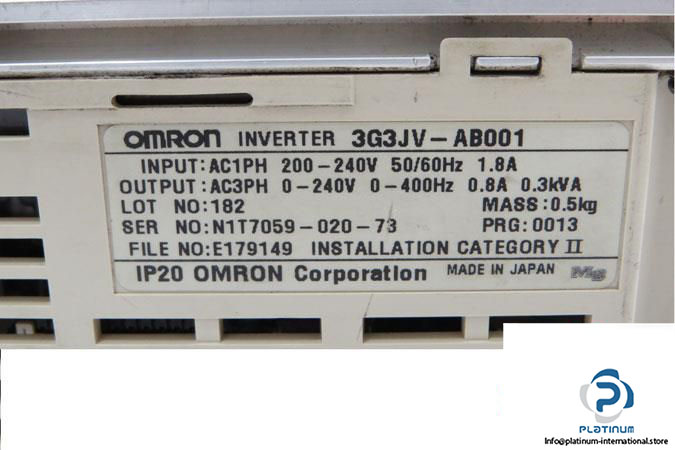 OMRON INVERTER 3G3JV-AB001
INPUT:AC1PH 200-240V 50/60Hz 1.8A
OUTPUT:AC3PH 0-240V 0-400Hz 0.8A 0.3kVA
LOT NO:182 MASS:0.5kg
SER NO:N1T7059-020-73 PRG:0013
FILE NO:E179149 INSTALLATION CATEGORY II
IP20 OMRON Corporation MADE IN JAPAN
PLATINUM
Info@platinum-international.store